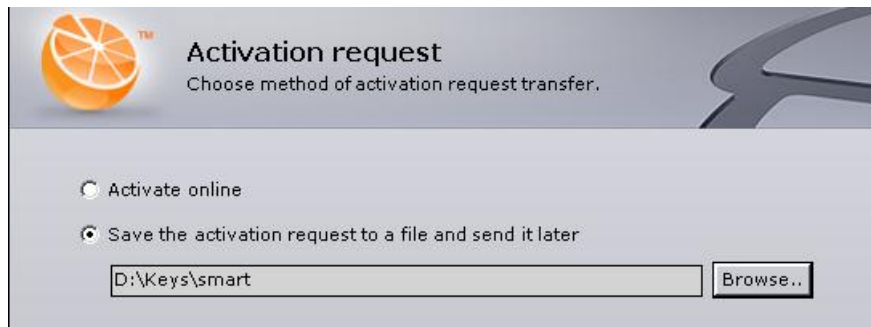 TM
Activation request
Choose method of activation request transfer.
Activate online
Save the activation request to a file and send it later
D:\Keys\smart
Browse..